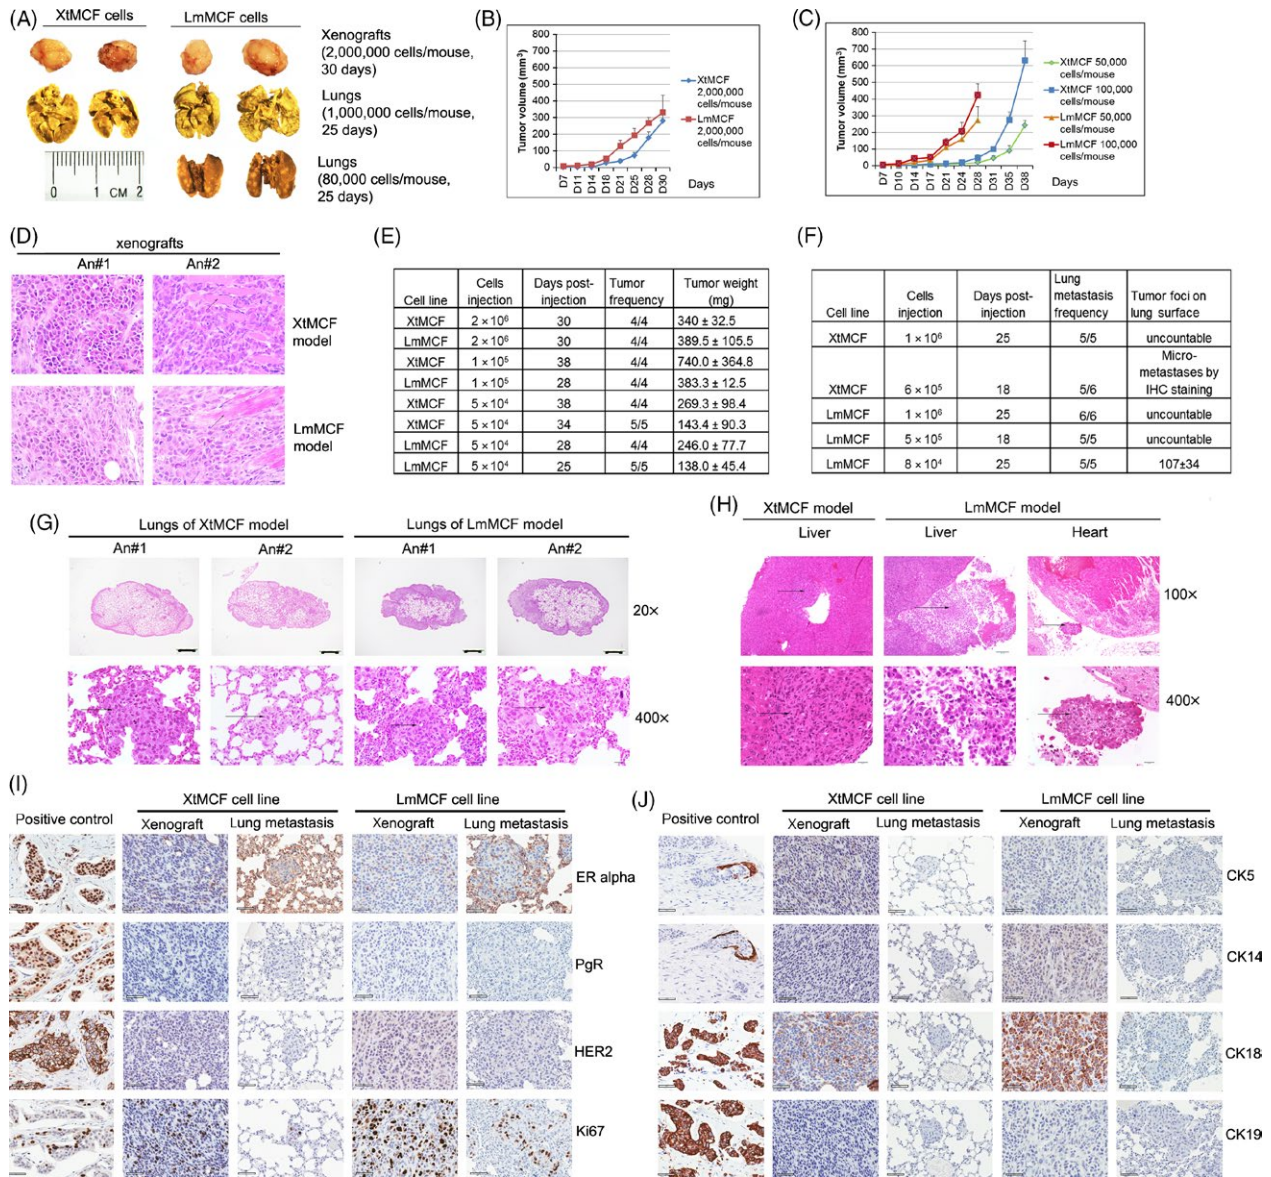 (A)
XtMCF cells
LmMCF cells
Xenografts
(2,000,000 cells/mouse,
30 days)
Lungs
(1,000,000 cells/mouse,
25 days)
Lungs
(80,000 cells/mouse,
25 days)
0 1 CM 2
(B)
Tumor volume (mm³)
800
700
600
500
400
300
200
100
0
D7 D11 D14 D18 D21 D25 D28 D30
Days
XtMCF
2,000,000
cells/mouse
LmMCF
2,000,000
cells/mouse
(C)
Tumor volume (mm³)
800
700
600
500
400
300
200
100
0
D7 D10 D14 D17 D21 D24 D28 D31 D35 D38
Days
XtMCF 50,000
cells/mouse
XtMCF 100,000
cells/mouse
LmMCF 50,000
cells/mouse
LmMCF 100,000
cells/mouse
(D)
xenografts
An#1 An#2
XtMCF
model
LmMCF
model
(E)
Cell line Cells injection Days post-injection Tumor frequency Tumor weight (mg)
XtMCF 2 × 10⁶ 30 4/4 340 ± 32.5
LmMCF 2 × 10⁶ 30 4/4 389.5 ± 105.5
XtMCF 1 × 10⁵ 38 4/4 740.0 ± 364.8
LmMCF 1 × 10⁵ 28 4/4 383.3 ± 12.5
XtMCF 5 × 10⁴ 38 4/4 269.3 ± 98.4
XtMCF 5 × 10⁴ 34 5/5 143.4 ± 90.3
LmMCF 5 × 10⁴ 28 4/4 246.0 ± 77.7
LmMCF 5 × 10⁴ 25 5/5 138.0 ± 45.4
(F)
Cell line Cells injection Days post-injection Lung metastasis frequency Tumor foci on lung surface
XtMCF 1 × 10⁶ 25 5/5 uncountable
XtMCF 6 × 10⁵ 18 5/6 Micro-metastases by IHC staining
LmMCF 1 × 10⁶ 25 6/6 uncountable
LmMCF 5 × 10⁵ 18 5/5 uncountable
LmMCF 8 × 10⁴ 25 5/5 107±34
(G)
Lungs of XtMCF model
Lungs of LmMCF model
An#1 An#2 An#1 An#2
20×
400×
(H)
XtMCF model
LmMCF model
Liver Liver Heart
100×
400×
(I)
XtMCF cell line LmMCF cell line
Positive control Xenograft Lung metastasis Xenograft Lung metastasis
ER alpha
PgR
HER2
Ki67
(J)
XtMCF cell line LmMCF cell line
Positive control Xenograft Lung metastasis Xenograft Lung metastasis
CK5
CK14
CK18
CK19